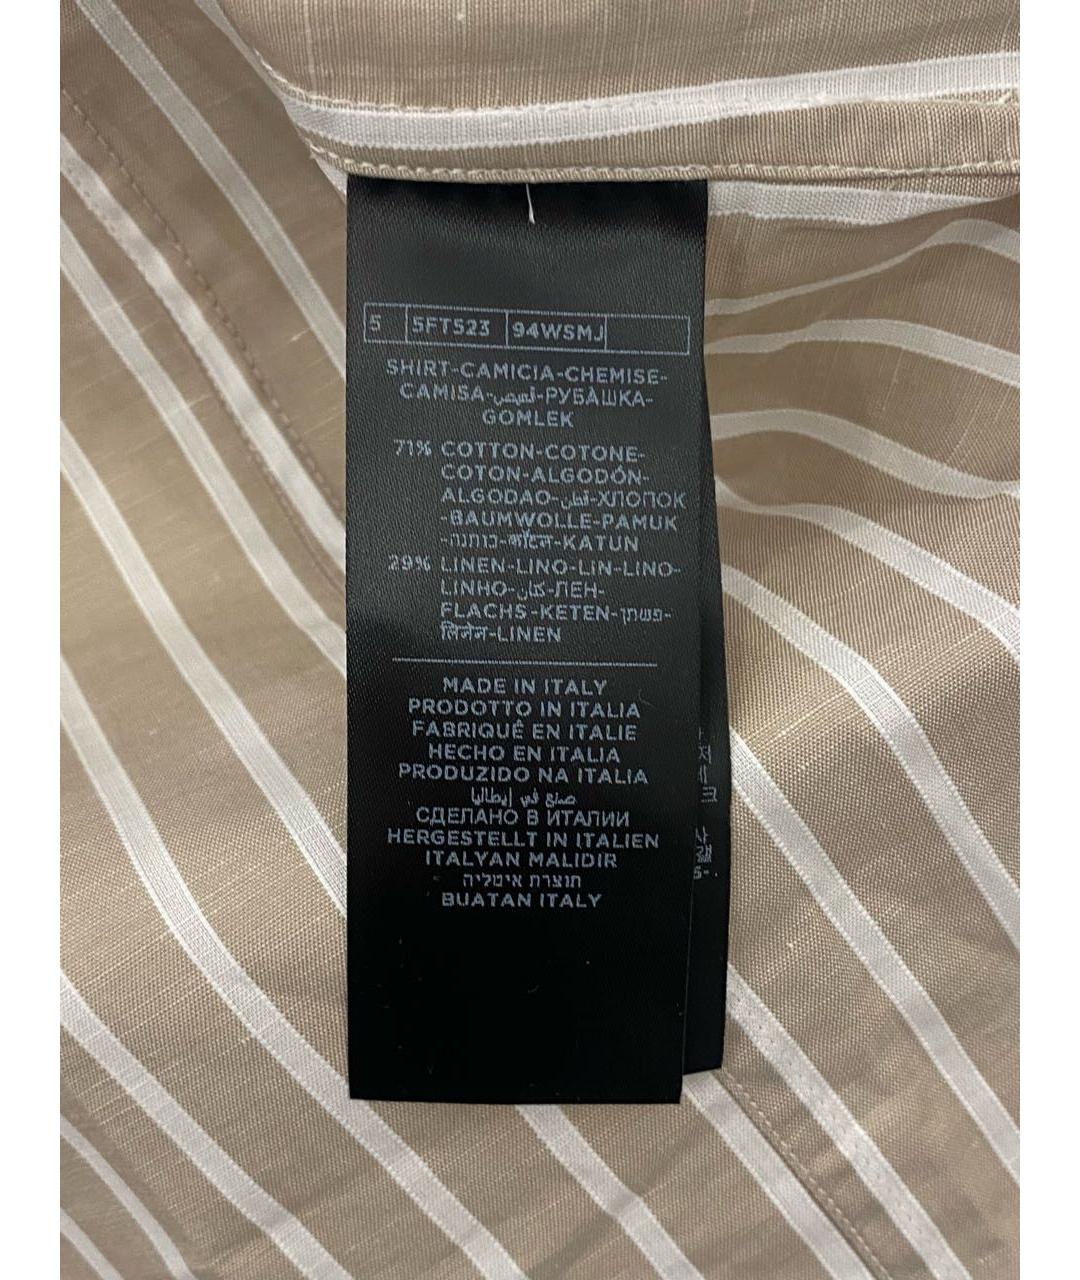 5 5FT523 94WSMJ
SHIRT-CAMICIA-CHEMISE-
CAMISA-قميص-РУБАШКА-
GOMLEK
71% COTTON-COTONE-
COTON-ALGODÓN-
ALGODAO-قطن-ХЛОПОК
-BAUMWOLLE-PAMUK
-כותנה-कॉटन-KATUN
29% LINEN-LINO-LIN-LINO-
LINHO-كتان-ЛЕН-
FLACHS-KETEN-פשתן-
लिनेन-LINEN
MADE IN ITALY
PRODOTTO IN ITALIA
FABRIQUÉ EN ITALIE
HECHO EN ITALIA
PRODUZIDO NA ITALIA
صنع في إيطاليا
СДЕЛАНО В ИТАЛИИ
HERGESTELLT IN ITALIEN
ITALYAN MALIDIR
תוצרת איטליה
BUATAN ITALY